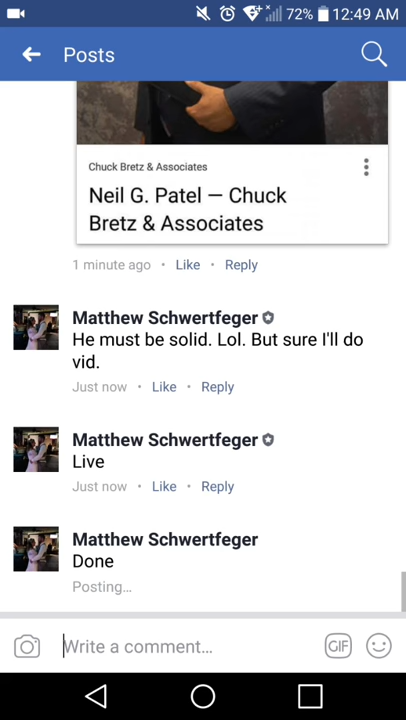 72% 12:49 AM
Posts
Chuck Bretz & Associates
Neil G. Patel — Chuck
Bretz & Associates
1 minute ago • Like • Reply
Matthew Schwertfeger
He must be solid. Lol. But sure I'll do
vid.
Just now • Like • Reply
Matthew Schwertfeger
Live
Just now • Like • Reply
Matthew Schwertfeger
Done
Posting...
Write a comment...
GIF